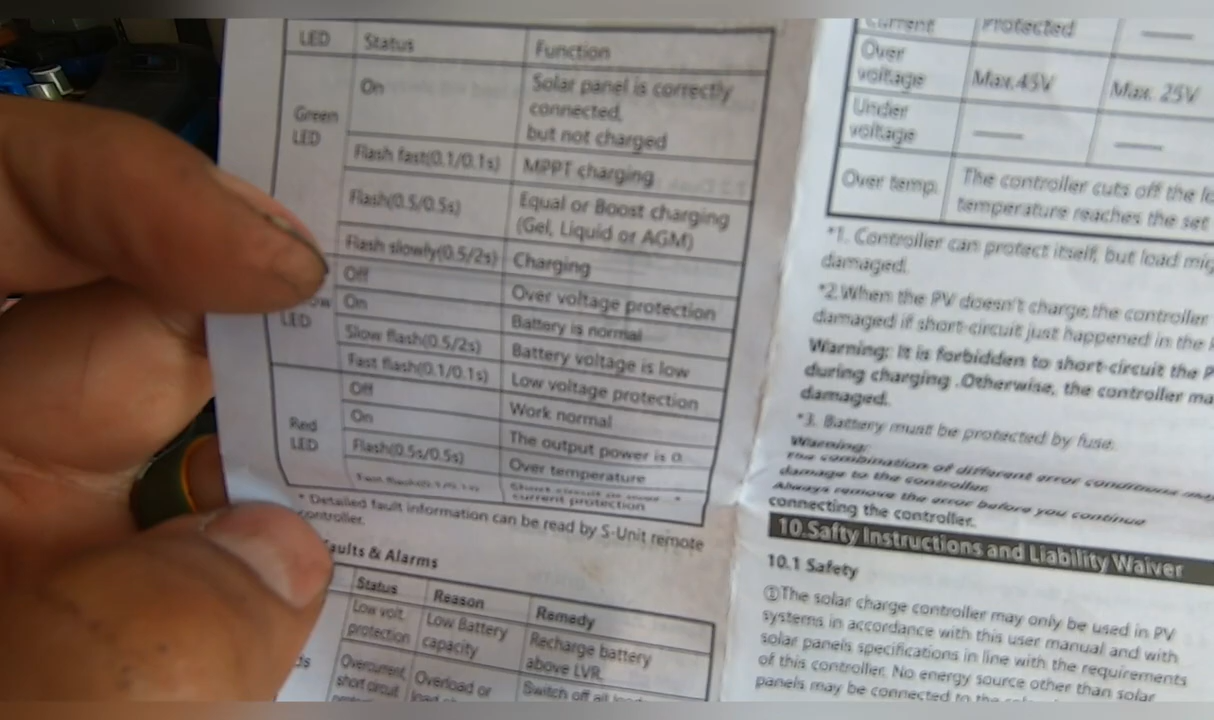 LED Status Function
Green LED
On Solar panel is correctly
connected,
but not charged
Flash fast(0.1/0.1s) MPPT charging
Flash(0.5/0.5s) Equal or Boost charging
(Gel, Liquid or AGM)
Flash slowly(0.5/2s) Charging
LED
Off Over voltage protection
On Battery is normal
Slow flash(0.5/2s) Battery voltage is low
Fast flash(0.1/0.1s) Low voltage protection
Red LED
Off Work normal
On The output power is 0.
Flash(0.5s/0.5s) Over temperature
current protection
* Detailed fault information can be read by S-Unit remote
controller.
aults & Alarms
Status Reason Remedy
Low volt. protection
Low Battery capacity
Recharge battery above LVR.
Overcurrent, short circuit
Overload or
Switch off all
Current Protected
Over voltage Max.45V Max. 25V
Under voltage
Over temp. The controller cuts off the
temperature reaches the set
*1. Controller can protect itself, but load
damaged.
*2.When the PV doesn't charge,the controller
damaged if short-circuit just happened in the
Warning: It is forbidden to short-circuit the
during charging .Otherwise, the controller
damaged.
*3. Battery must be protected by fuse.
Warning:
The combination of different error conditions
damage to the controller.
Always remove the error before you continue
connecting the controller.
10.Safty Instructions and Liability Waiver
10.1 Safety
①The solar charge controller may only be used in PV
systems in accordance with this user manual and with
solar panels specifications in line with the requirements
of this controller. No energy source other than solar
panels may be connected to the